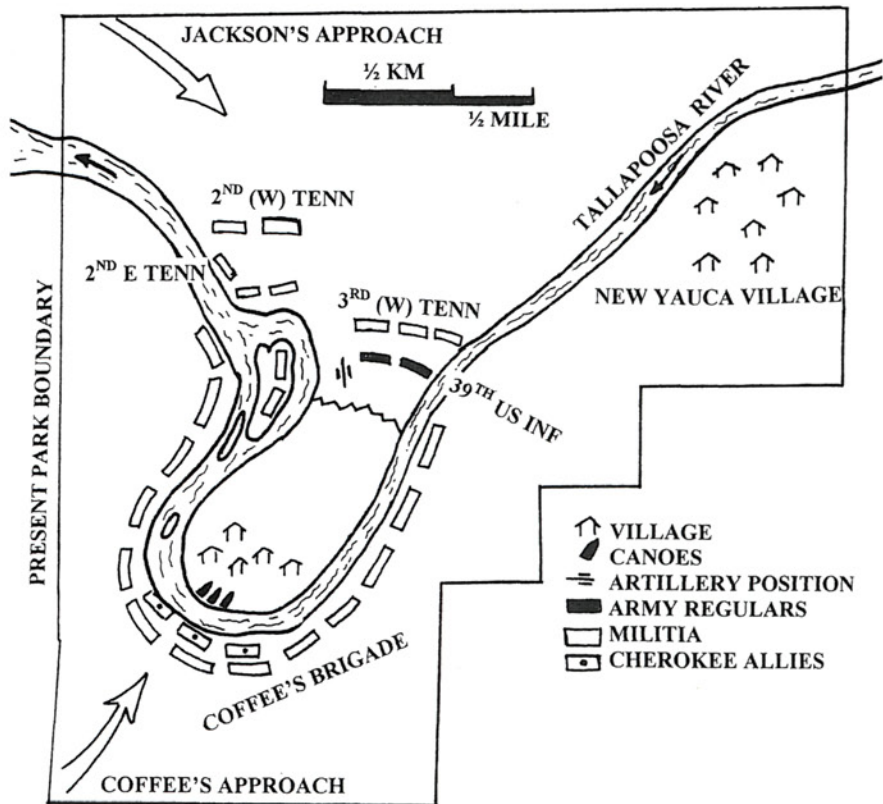 JACKSON'S APPROACH
½ KM
½ MILE
TALLAPOOSA RIVER
2ND (W) TENN
2ND E TENN
3RD (W) TENN
NEW YAUCA VILLAGE
39TH US INF
PRESENT PARK BOUNDARY
VILLAGE
CANOES
ARTILLERY POSITION
ARMY REGULARS
MILITIA
CHEROKEE ALLIES
COFFEE'S BRIGADE
COFFEE'S APPROACH